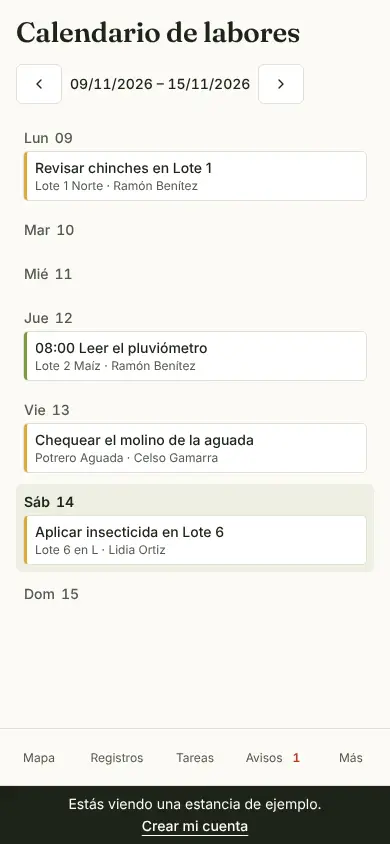 Calendario de labores
09/11/2026 – 15/11/2026
Lun 09
Revisar chinches en Lote 1
Lote 1 Norte · Ramón Benítez
Mar 10
Mié 11
Jue 12
08:00 Leer el pluviómetro
Lote 2 Maíz · Ramón Benítez
Vie 13
Chequear el molino de la aguada
Potrero Aguada · Celso Gamarra
Sáb 14
Aplicar insecticida en Lote 6
Lote 6 en L · Lidia Ortiz
Dom 15
Mapa Registros Tareas Avisos 1 Más
Estás viendo una estancia de ejemplo.
Crear mi cuenta